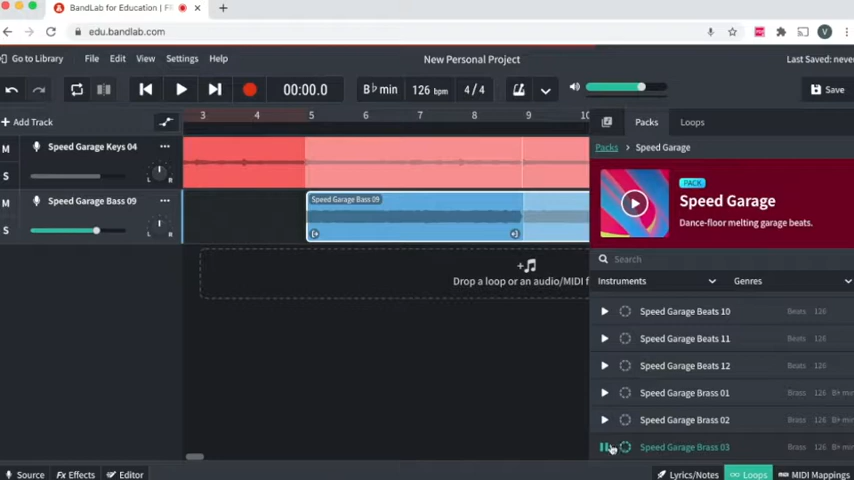 BandLab for Education | F
edu.bandlab.com
V
Go to Library
File
Edit
View
Settings
New Personal Project
Last Saved: never
00:00.0
B♭ min
126 bpm
4 / 4
Save
Add Track
3
4
5
6
7
8
9
10
Packs
Loops
M
Speed Garage Keys 04
S
L R
Packs > Speed Garage
M
Speed Garage Bass 09
S
L R
Speed Garage Bass 09
PACK
Speed Garage
Dance-floor melting garage beats.
Drop a loop or an audio/MIDI f
Search
Instruments
Genres
Speed Garage Beats 10 Beats 126
Speed Garage Beats 11 Beats 126
Speed Garage Beats 12 Beats 126
Speed Garage Brass 01 Brass 126 B♭ min
Speed Garage Brass 02 Brass 126 B♭ min
Speed Garage Brass 03 Brass 126 B♭ min
Source
Fx Effects
Editor
Lyrics/Notes
Loops
MIDI Mappings